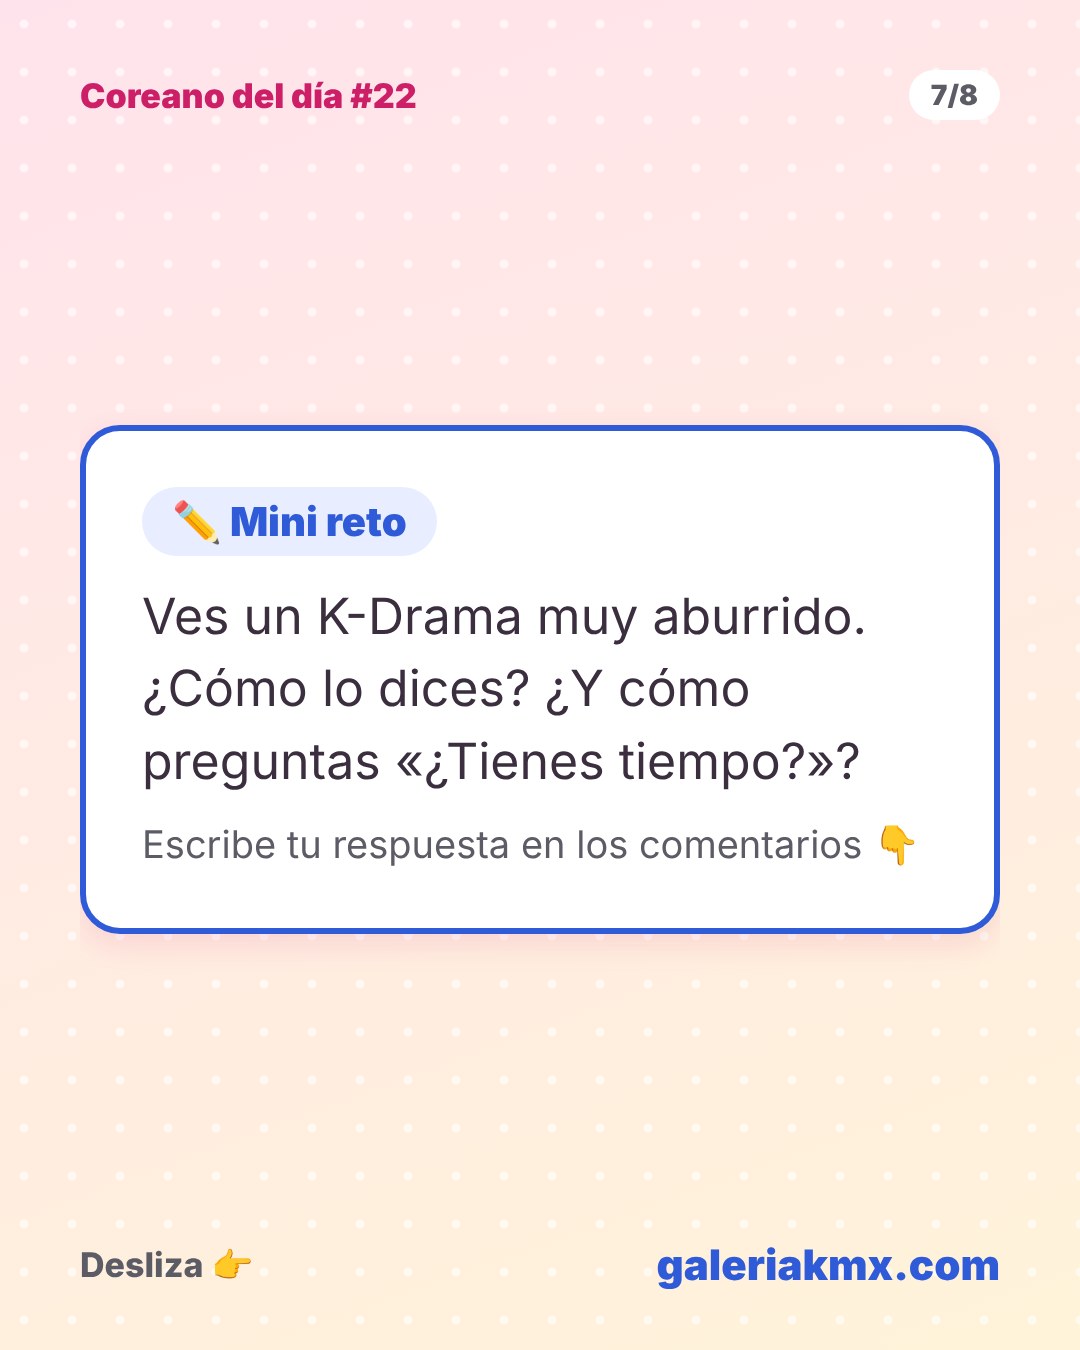 Coreano del día #22
7/8
✏️ Mini reto
Ves un K-Drama muy aburrido.
¿Cómo lo dices? ¿Y cómo
preguntas «¿Tienes tiempo?»?
Escribe tu respuesta en los comentarios 👇
Desliza 👉
galeriakmx.com